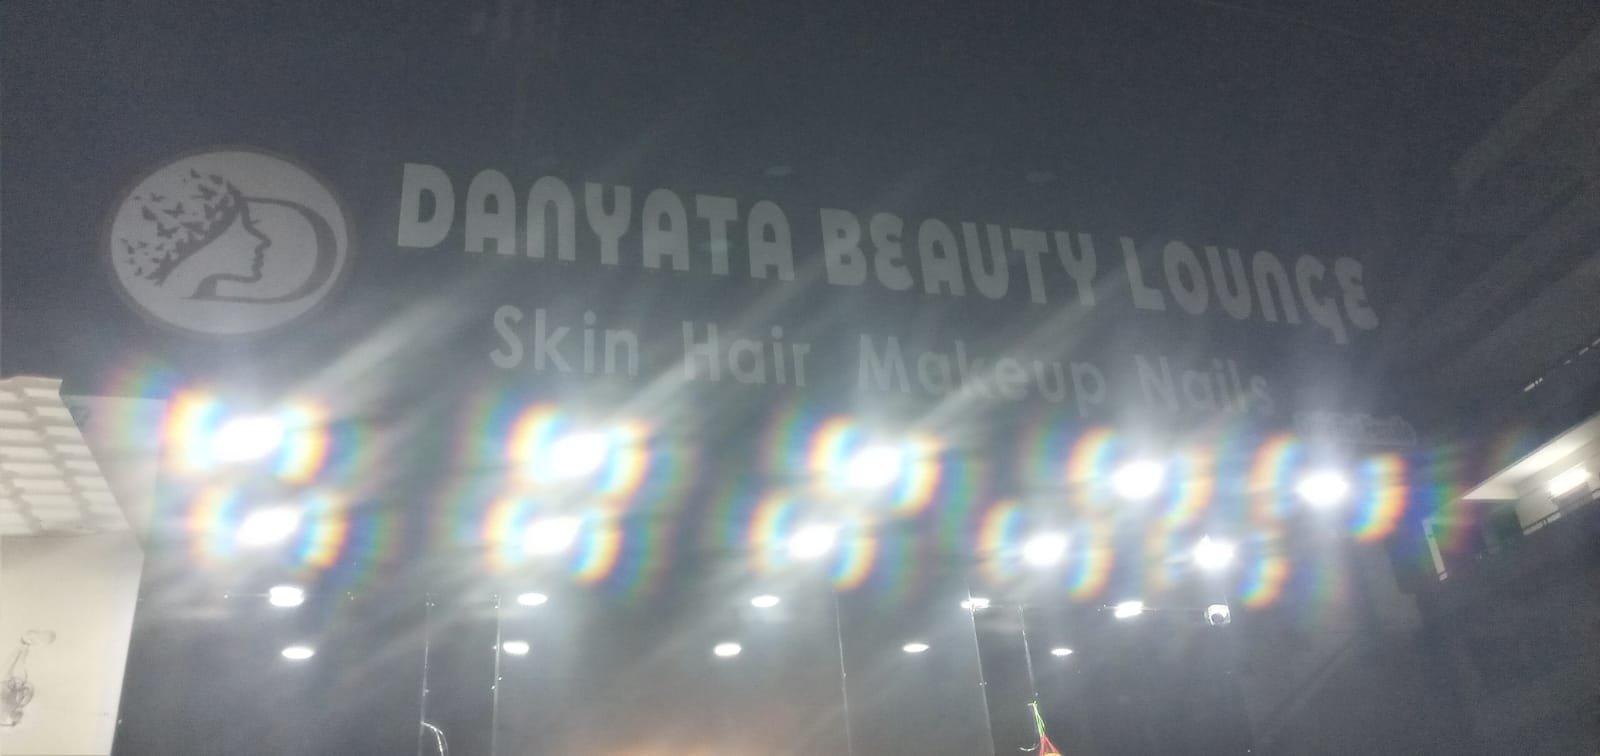 DANYATA BEAUTY LOUNGE
Skin Hair Makeup Nails